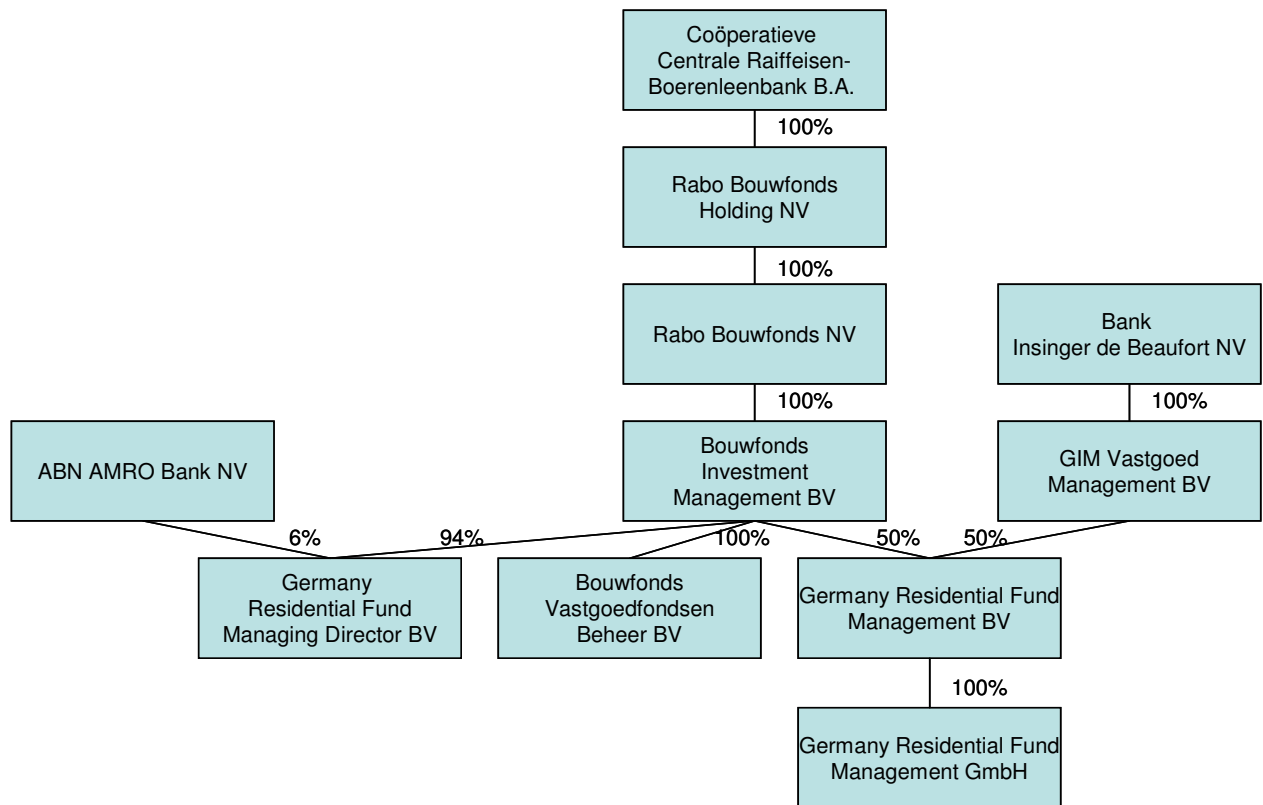 Coöperatieve
Centrale Raiffeisen-
Boerenleenbank B.A.
100%
Rabo Bouwfonds
Holding NV
100%
Rabo Bouwfonds NV
Bank
Insinger de Beaufort NV
100%
100%
ABN AMRO Bank NV
Bouwfonds
Investment
Management BV
GIM Vastgoed
Management BV
6%
94%
100%
50%
50%
Germany
Residential Fund
Managing Director BV
Bouwfonds
Vastgoedfondsen
Beheer BV
Germany Residential Fund
Management BV
100%
Germany Residential Fund
Management GmbH